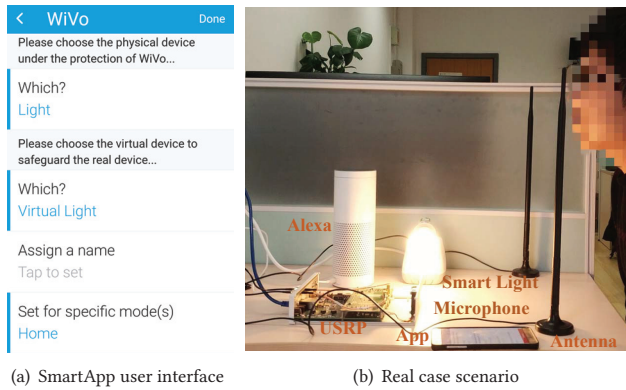 WiVo
Done
Please choose the physical device
under the protection of WiVo...
Which?
Light
Please choose the virtual device to
safeguard the real device...
Which?
Virtual Light
Assign a name
Tap to set
Set for specific mode(s)
Home
Alexa
Smart Light
Microphone
USRP
App
Antenna
(a) SmartApp user interface
(b) Real case scenario